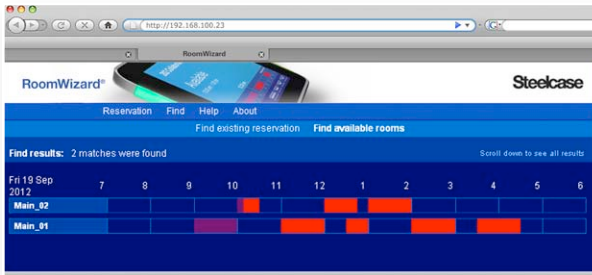 http://192.168.100.23
RoomWizard
RoomWizard®
Steelcase
Reservation Find Help About
Find existing reservation Find available rooms
Find results: 2 matches were found
Scroll down to see all results
Fri 19 Sep
2012
7 8 9 10 11 12 1 2 3 4 5 6
Main_02
Main_01